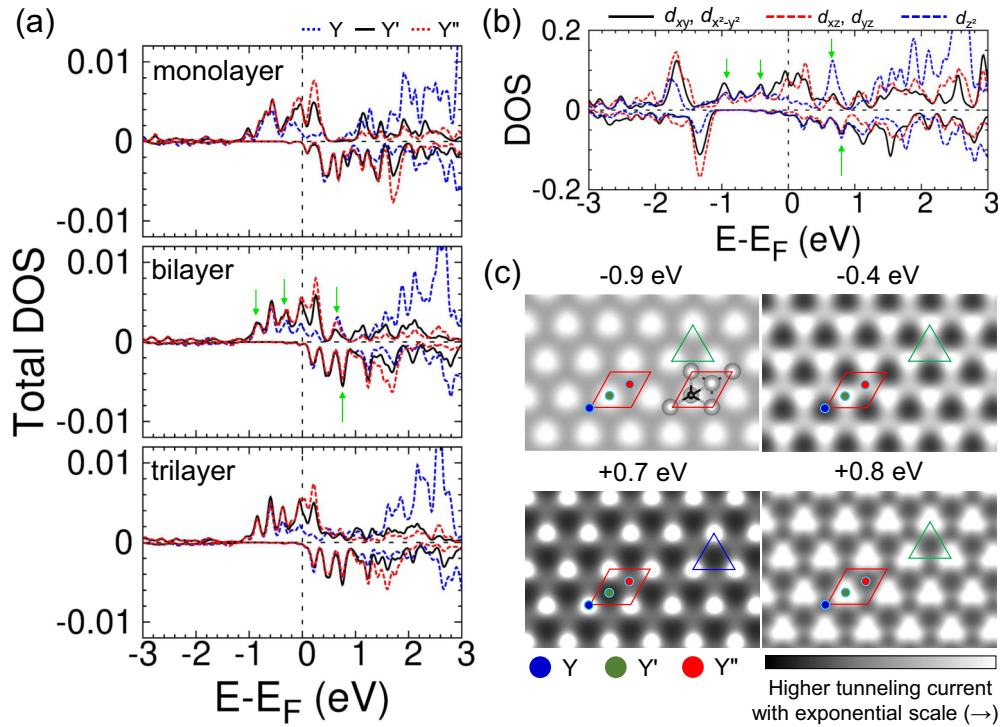 (a)
Y Y' Y"
0.01
monolayer
0
-0.01
Total DOS
0.01
bilayer
0
-0.01
0.01
trilayer
0
-0.01
-3 -2 -1 0 1 2 3
E-E_F (eV)
(b)
d_xy, d_x²-y² d_xz, d_yz d_z²
0.2
DOS
0
-0.2
-3 -2 -1 0 1 2 3
E-E_F (eV)
(c)
-0.9 eV -0.4 eV
+0.7 eV +0.8 eV
Y Y' Y"
Higher tunneling current
with exponential scale (→)